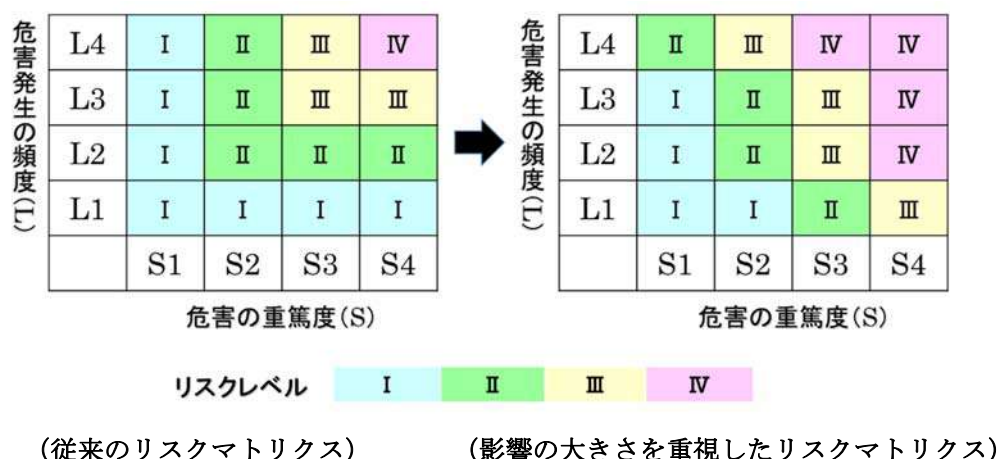 危害発生の頻度(L)
L4 Ⅰ Ⅱ Ⅲ Ⅳ
L3 Ⅰ Ⅱ Ⅲ Ⅲ
L2 Ⅰ Ⅱ Ⅱ Ⅱ
L1 Ⅰ Ⅰ Ⅰ Ⅰ
S1 S2 S3 S4
危害の重篤度(S)
危害発生の頻度(L)
L4 Ⅱ Ⅲ Ⅳ Ⅳ
L3 Ⅰ Ⅱ Ⅲ Ⅳ
L2 Ⅰ Ⅱ Ⅲ Ⅳ
L1 Ⅰ Ⅰ Ⅱ Ⅲ
S1 S2 S3 S4
危害の重篤度(S)
リスクレベル Ⅰ Ⅱ Ⅲ Ⅳ
(従来のリスクマトリクス) (影響の大きさを重視したリスクマトリクス)